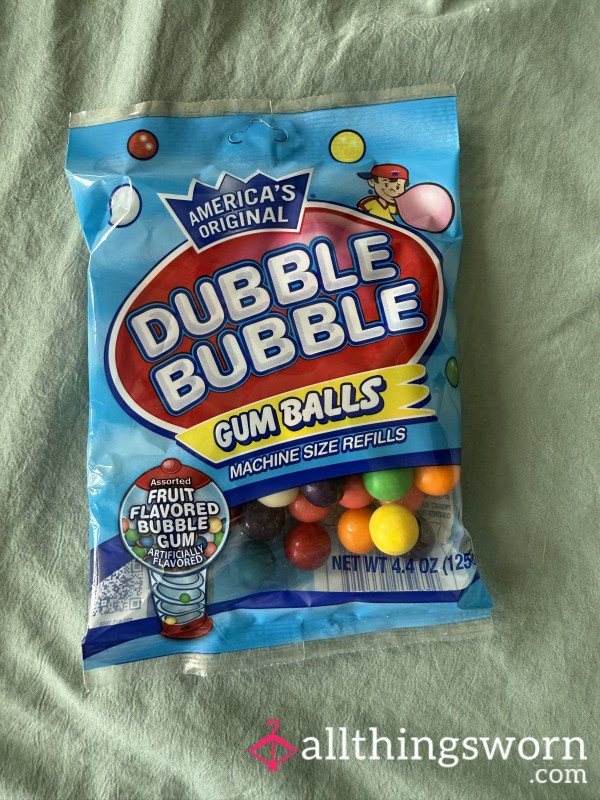 AMERICA'S
ORIGINAL
DUBBLE
BUBBLE
GUM BALLS
MACHINE SIZE REFILLS
Assorted
FRUIT
FLAVORED
BUBBLE
GUM
ARTIFICIALLY
FLAVORED
NET WT 4.4 OZ (125
allthingsworn
.com